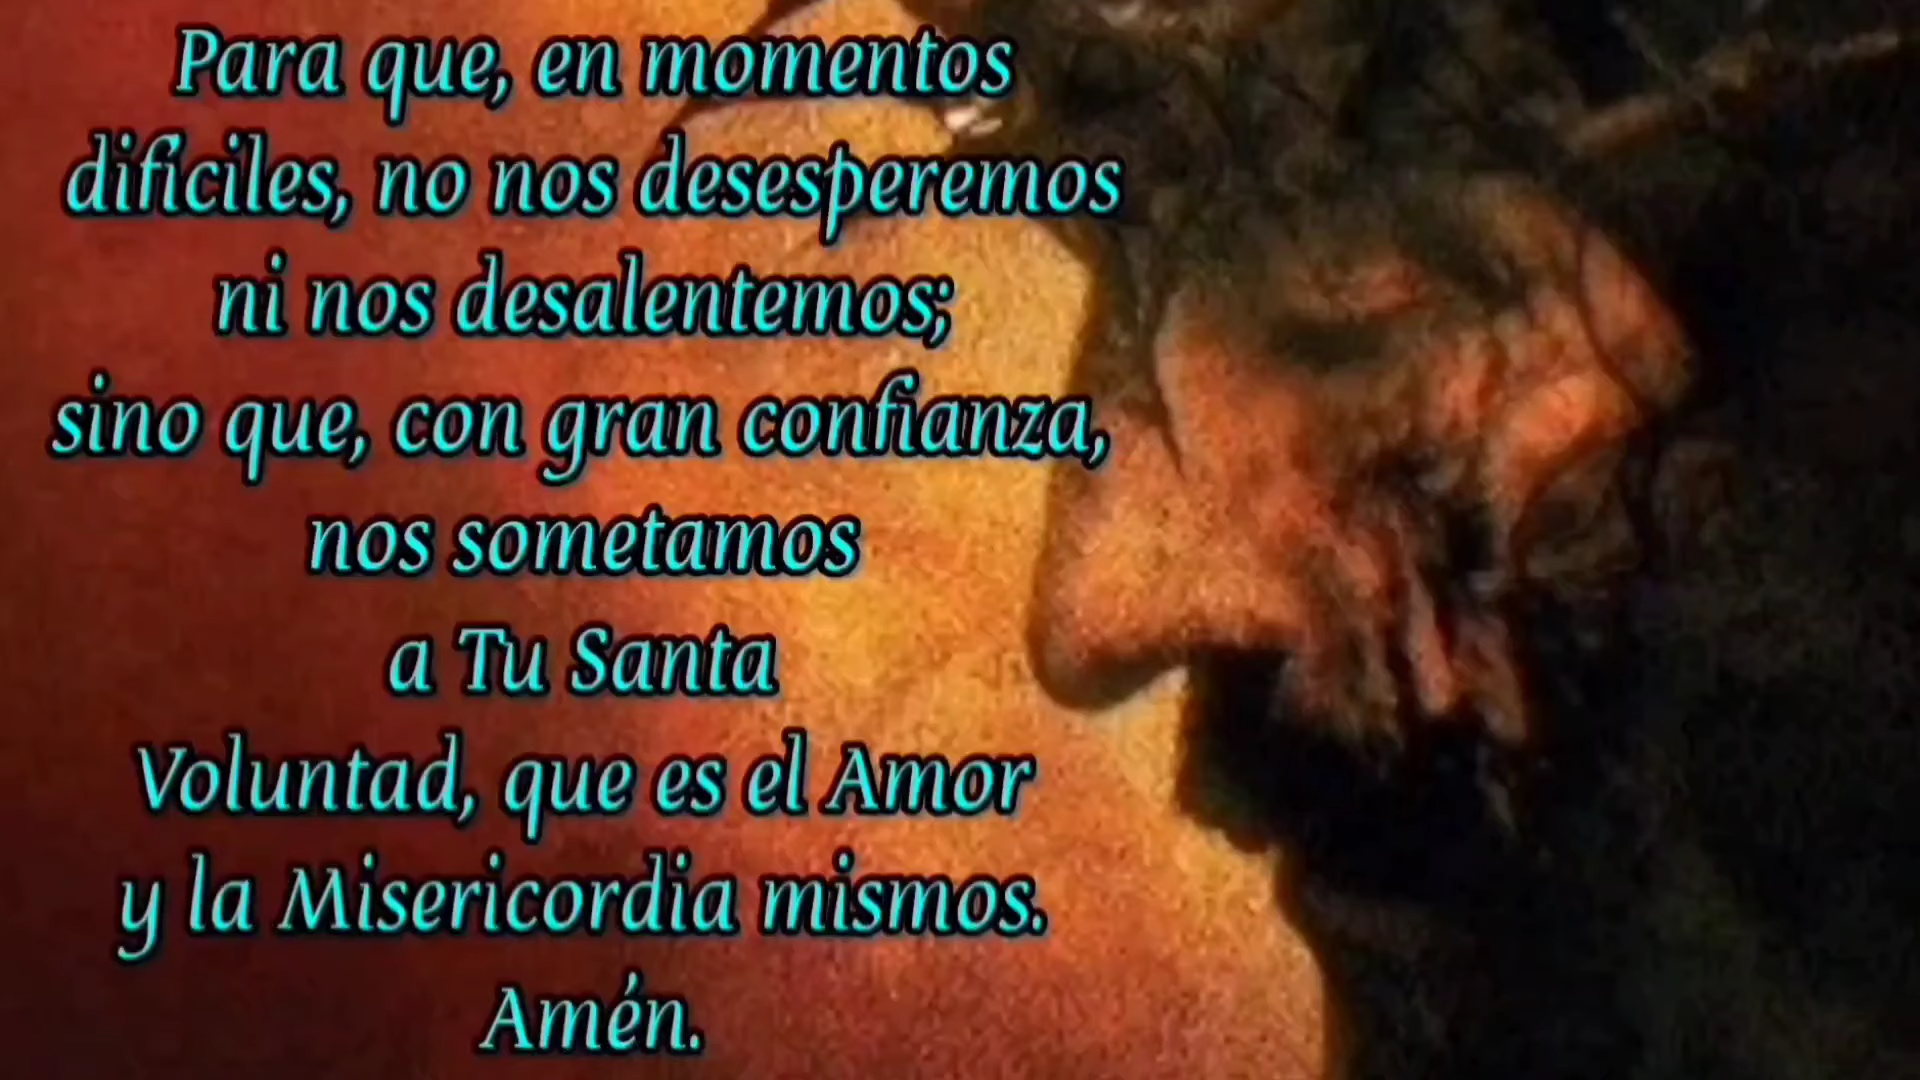 Para que, en momentos
difíciles, no nos desesperemos
ni nos desalentemos;
sino que, con gran confianza,
nos sometamos
a Tu Santa
Voluntad, que es el Amor
y la Misericordia mismos.
Amén.